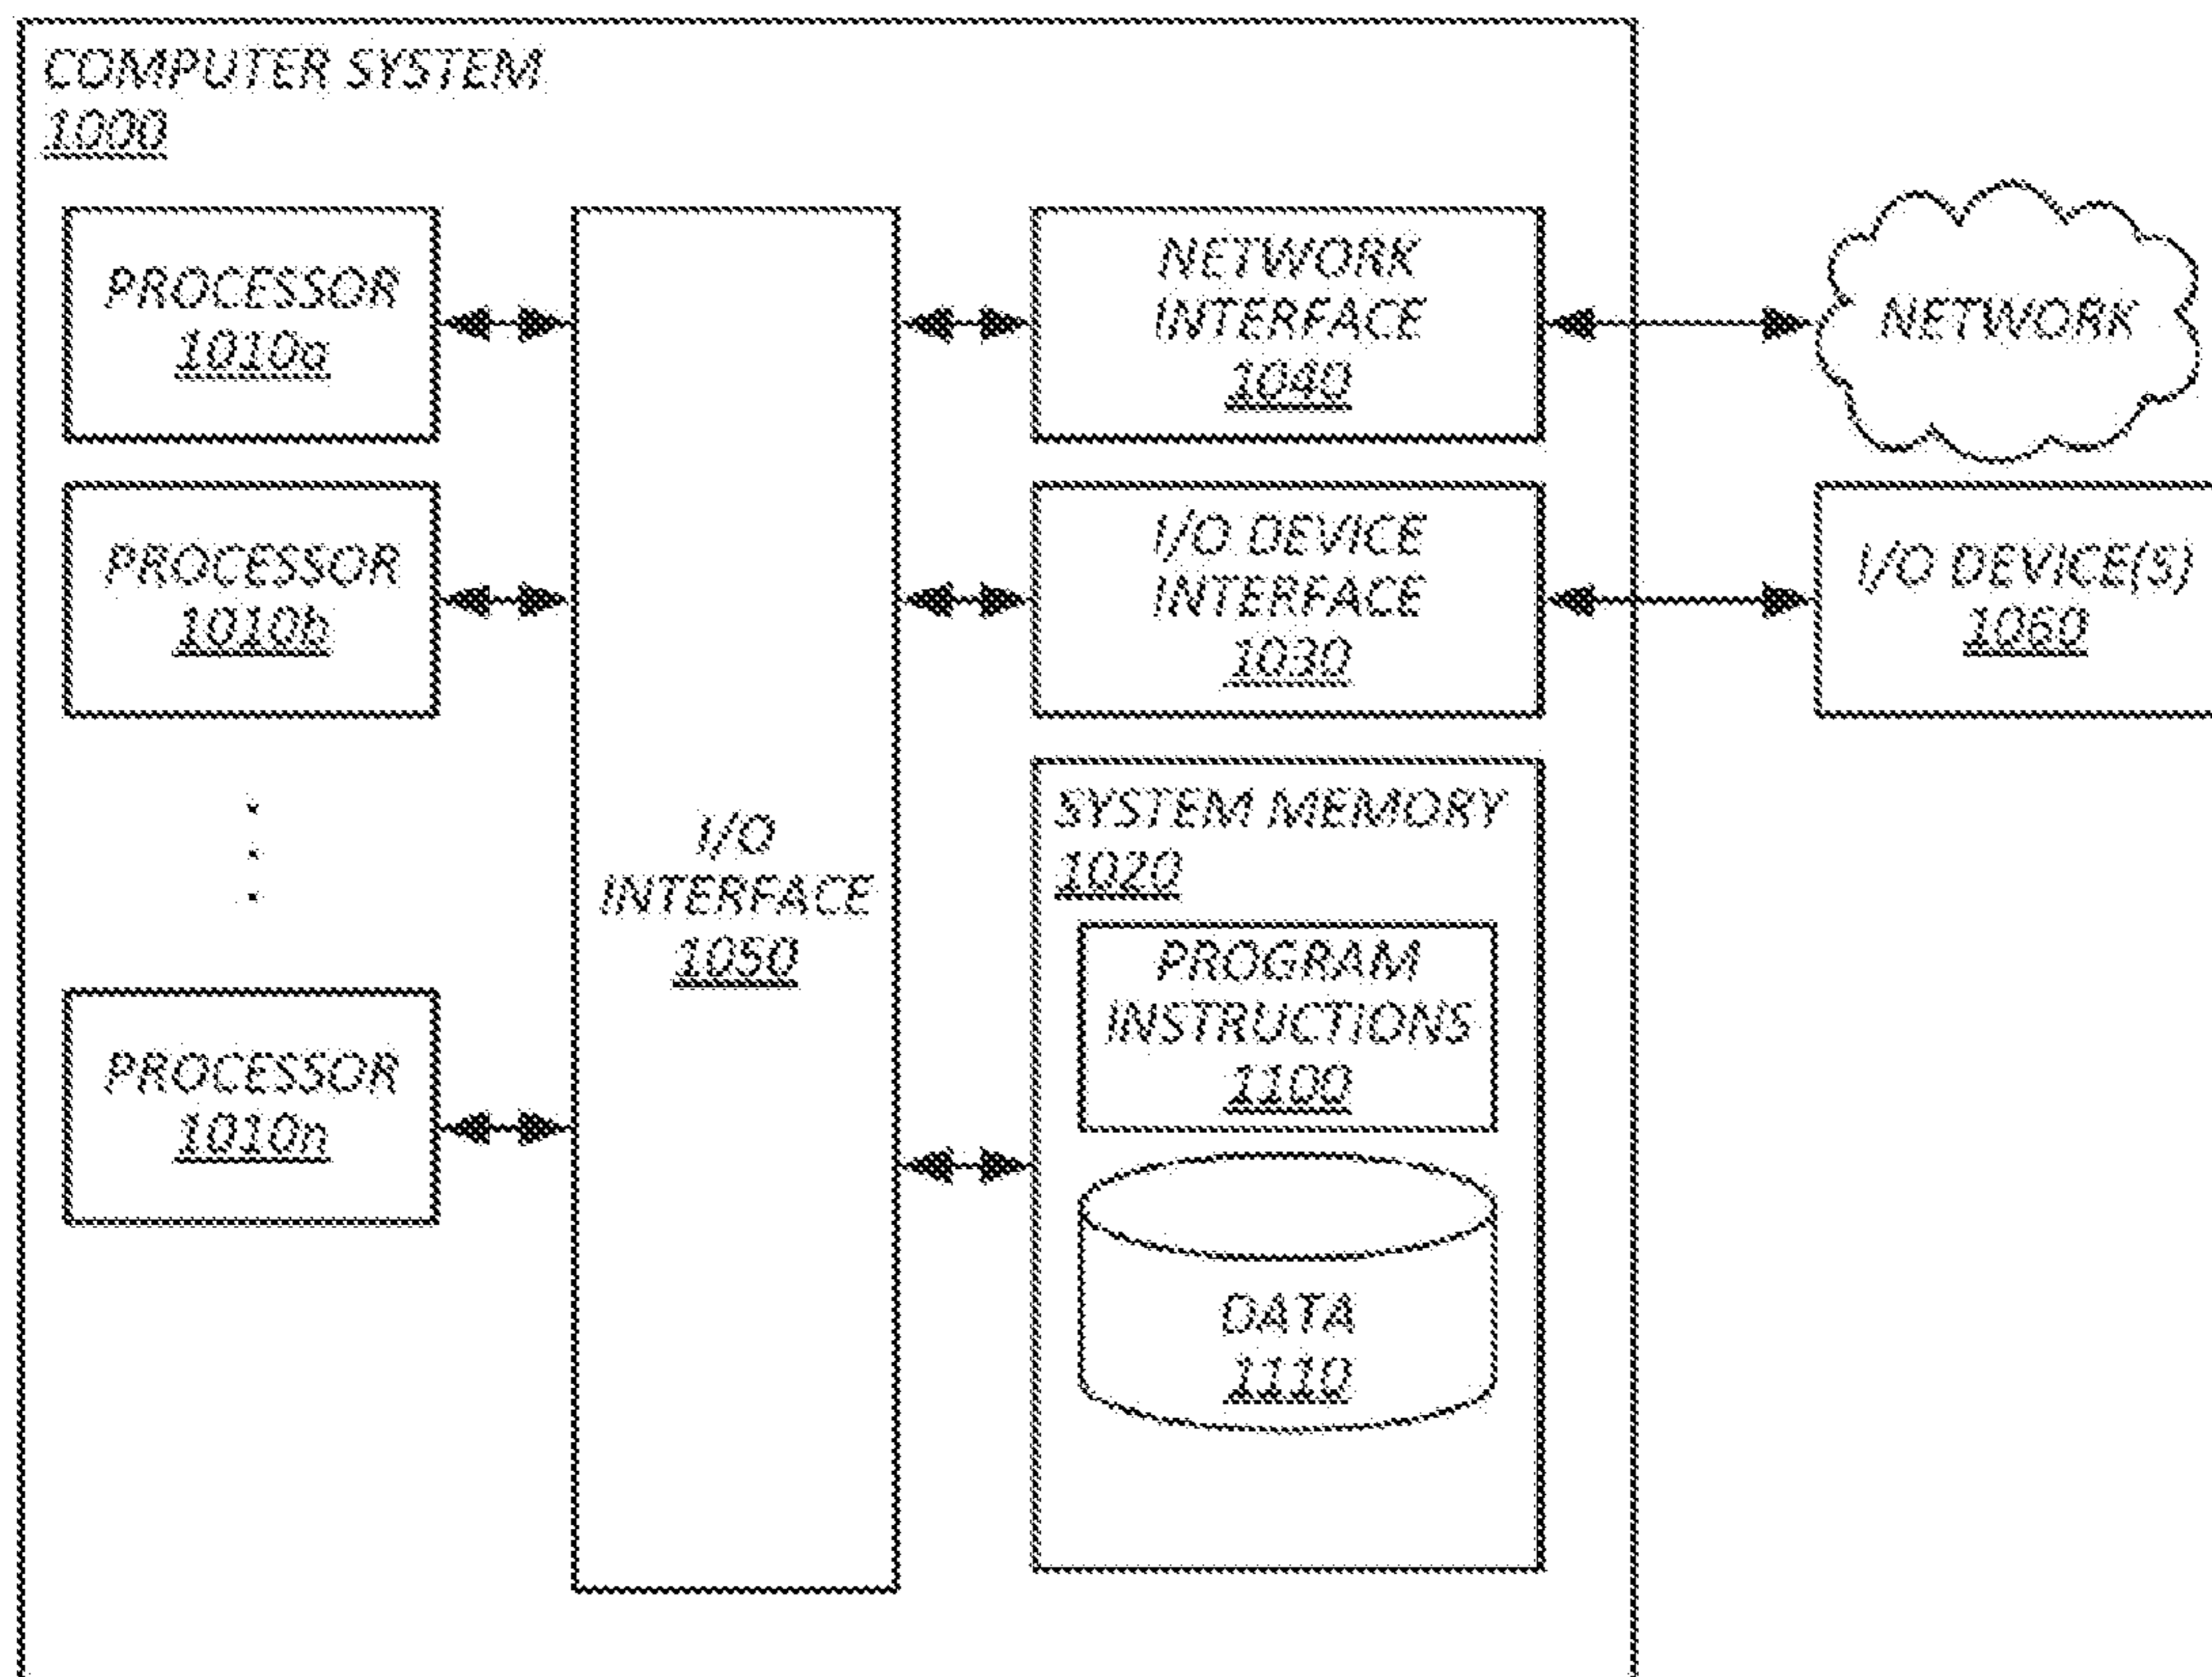 COMPUTER SYSTEM
1000
PROCESSOR
1010a
PROCESSOR
1010b
PROCESSOR
1010n
I/O
INTERFACE
1050
NETWORK
INTERFACE
1040
I/O DEVICE
INTERFACE
1030
SYSTEM MEMORY
1020
PROGRAM
INSTRUCTIONS
1100
DATA
1110
NETWORK
I/O DEVICE(S)
1060